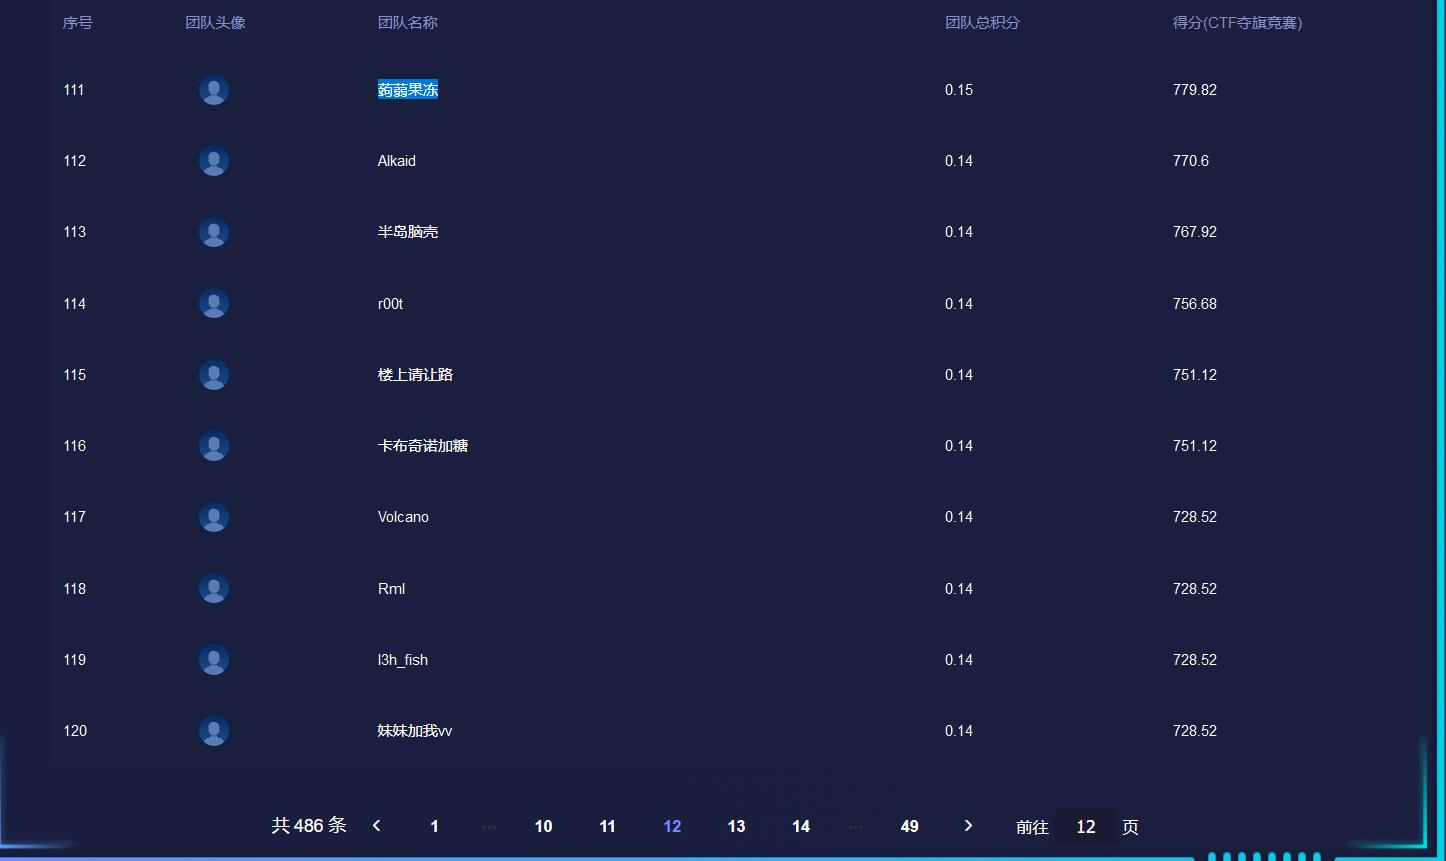 序号 团队头像 团队名称 团队总积分 得分(CTF夺旗竞赛)
111 蒟蒻果冻 0.15 779.82
112 Alkaid 0.14 770.6
113 半岛脑壳 0.14 767.92
114 r00t 0.14 756.68
115 楼上请让路 0.14 751.12
116 卡布奇诺加糖 0.14 751.12
117 Volcano 0.14 728.52
118 Rml 0.14 728.52
119 l3h_fish 0.14 728.52
120 妹妹加我vv 0.14 728.52
共 486 条 < 1 ··· 10 11 12 13 14 ··· 49 > 前往 12 页